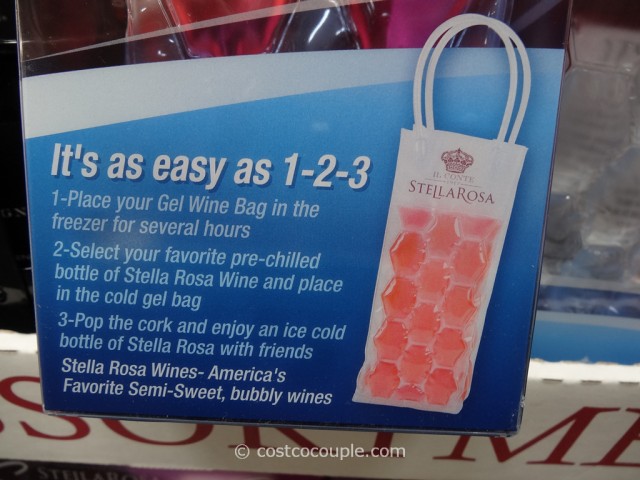 It's as easy as 1-2-3
1-Place your Gel Wine Bag in the
freezer for several hours
2-Select your favorite pre-chilled
bottle of Stella Rosa Wine and place
in the cold gel bag
3-Pop the cork and enjoy an ice cold
bottle of Stella Rosa with friends
Stella Rosa Wines- America's
Favorite Semi-Sweet, bubbly wines
IL CONTE
STELLAROSA
SSORTME
STELLAROSA
© costcocouple.com